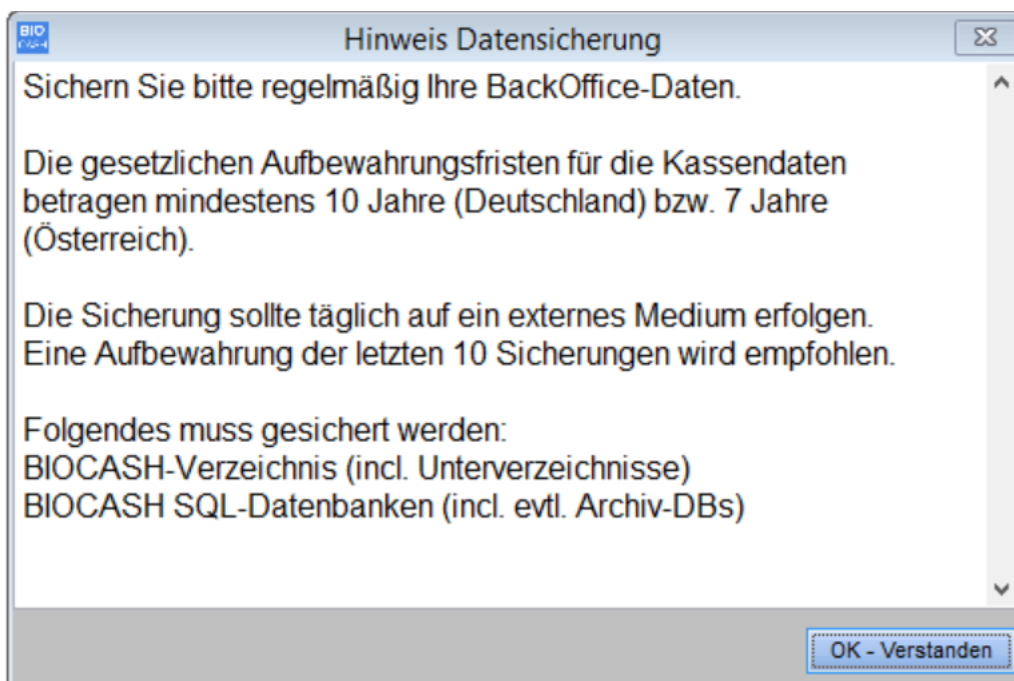 BIO
CASH
Hinweis Datensicherung
Sichern Sie bitte regelmäßig Ihre BackOffice-Daten.
Die gesetzlichen Aufbewahrungsfristen für die Kassendaten
betragen mindestens 10 Jahre (Deutschland) bzw. 7 Jahre
(Österreich).
Die Sicherung sollte täglich auf ein externes Medium erfolgen.
Eine Aufbewahrung der letzten 10 Sicherungen wird empfohlen.
Folgendes muss gesichert werden:
BIOCASH-Verzeichnis (incl. Unterverzeichnisse)
BIOCASH SQL-Datenbanken (incl. evtl. Archiv-DBs)
OK - Verstanden